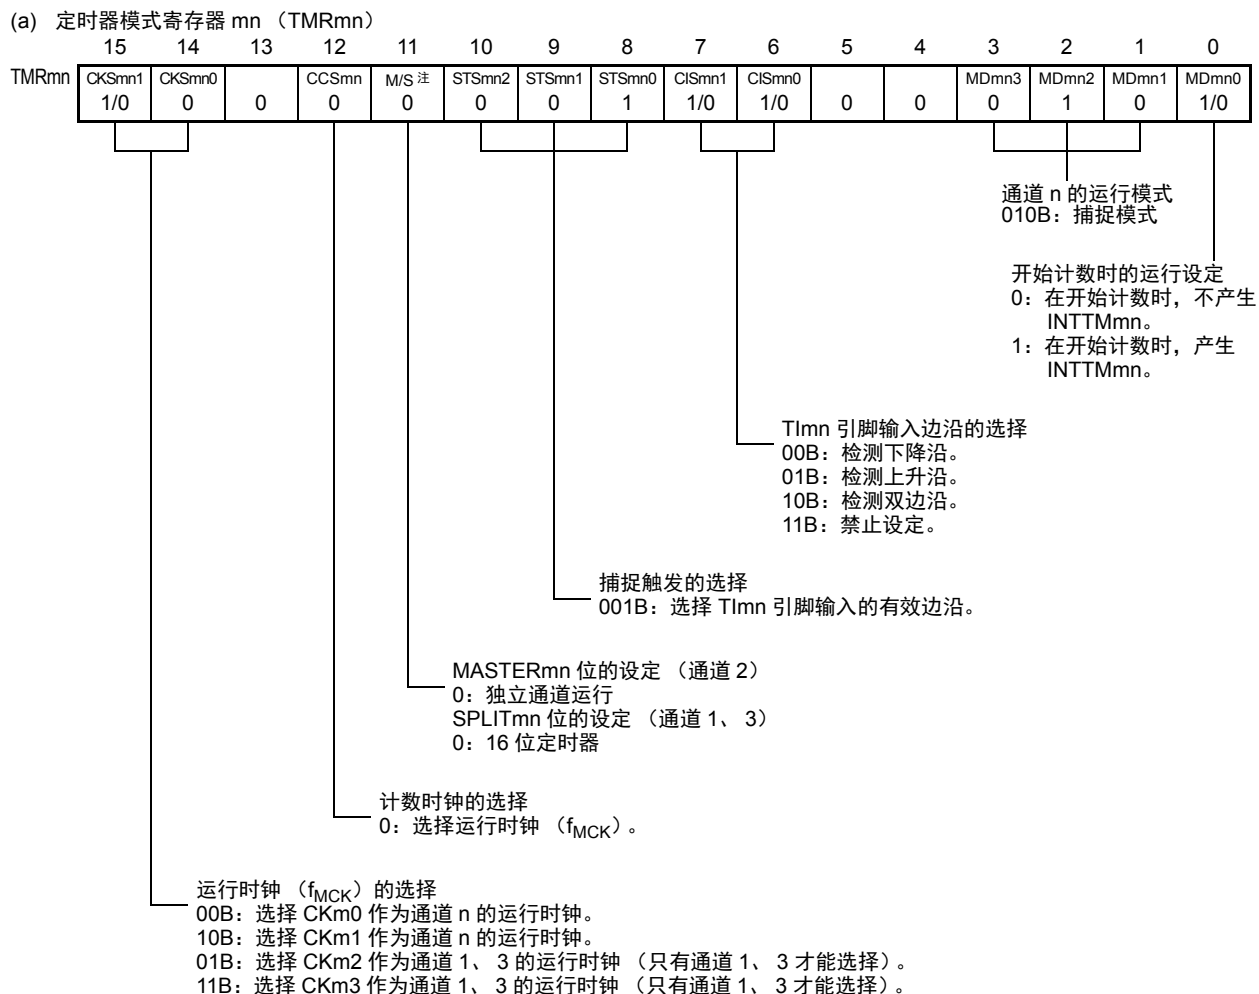 (a) 定时器模式寄存器 mn （TMRmn）
15 14 13 12 11 10 9 8 7 6 5 4 3 2 1 0
TMRmn CKSmn1 CKSmn0 CCSmn M/S 注 STSmn2 STSmn1 STSmn0 CISmn1 CISmn0 MDmn3 MDmn2 MDmn1 MDmn0
1/0 0 0 0 0 0 0 1 1/0 1/0 0 0 0 1 0 1/0
通道 n 的运行模式
010B：捕捉模式
开始计数时的运行设定
0：在开始计数时，不产生
INTTMmn。
1：在开始计数时，产生
INTTMmn。
TImn 引脚输入边沿的选择
00B：检测下降沿。
01B：检测上升沿。
10B：检测双边沿。
11B：禁止设定。
捕捉触发的选择
001B：选择 TImn 引脚输入的有效边沿。
MASTERmn 位的设定 （通道 2）
0：独立通道运行
SPLITmn 位的设定 （通道 1、 3）
0：16 位定时器
计数时钟的选择
0：选择运行时钟 （fMCK）。
运行时钟 （fMCK）的选择
00B：选择 CKm0 作为通道 n 的运行时钟。
10B：选择 CKm1 作为通道 n 的运行时钟。
01B：选择 CKm2 作为通道 1、 3 的运行时钟 （只有通道 1、 3 才能选择）。
11B：选择 CKm3 作为通道 1、 3 的运行时钟 （只有通道 1、 3 才能选择）。